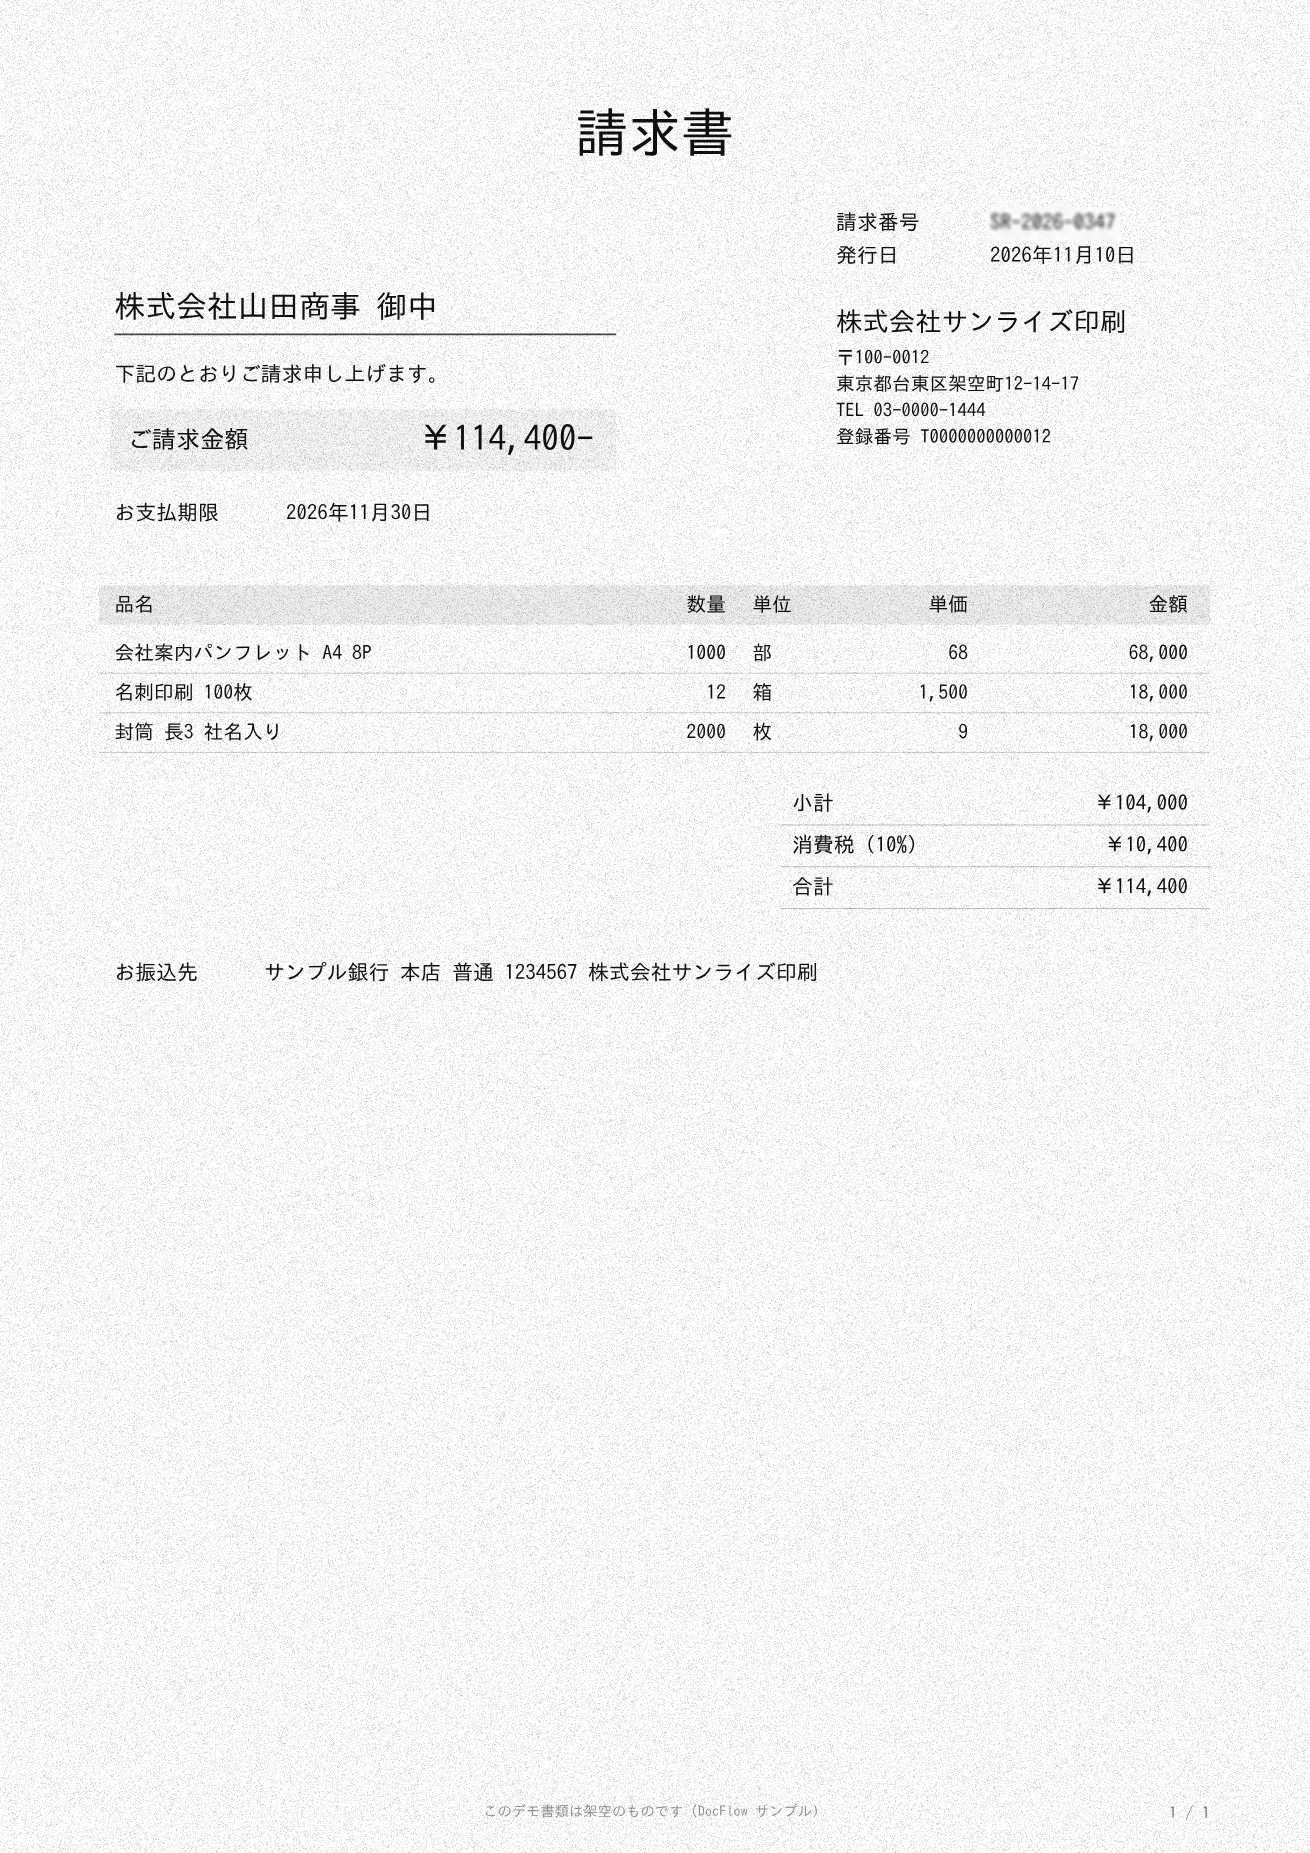 請求書
請求番号 SR-2026-0347
発行日 2026年11月10日
株式会社山田商事 御中
株式会社サンライズ印刷
〒100-0012
東京都台東区架空町12-14-17
TEL 03-0000-1444
登録番号 T0000000000012
下記のとおりご請求申し上げます。
ご請求金額 ¥114,400-
お支払期限 2026年11月30日
品名 数量 単位 単価 金額
会社案内パンフレット A4 8P 1000 部 68 68,000
名刺印刷 100枚 12 箱 1,500 18,000
封筒 長3 社名入り 2000 枚 9 18,000
小計 ¥104,000
消費税(10%) ¥10,400
合計 ¥114,400
お振込先 サンプル銀行 本店 普通 1234567 株式会社サンライズ印刷
このデモ書類は架空のものです(DocFlow サンプル)
1 / 1